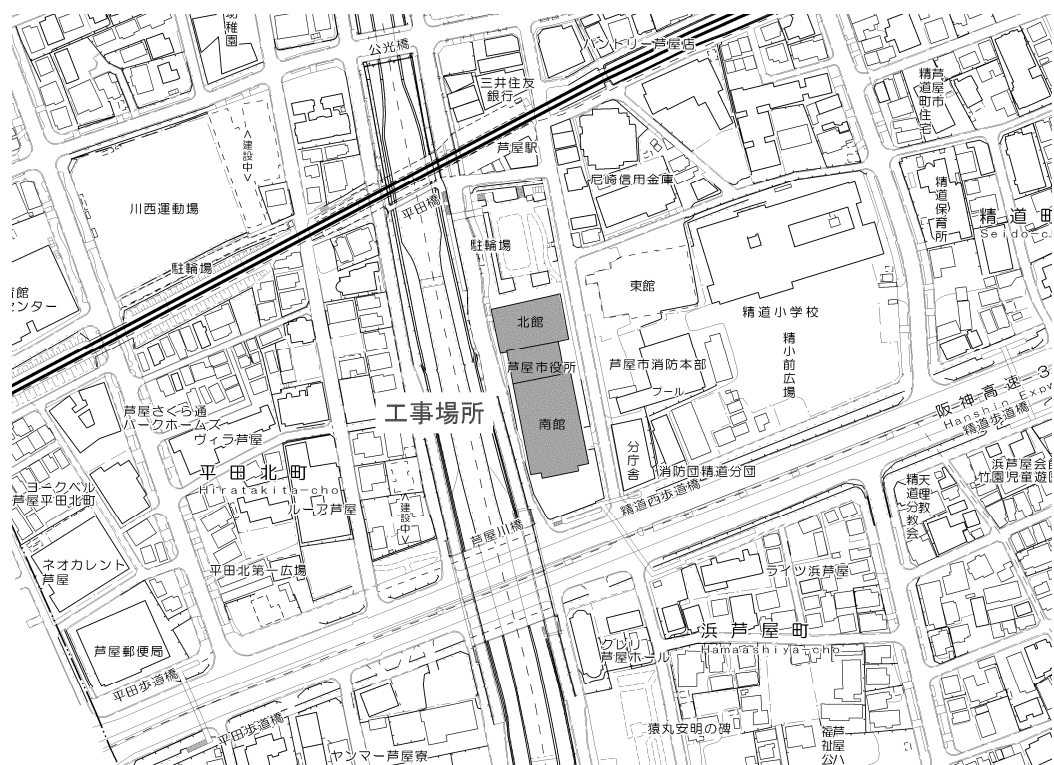 幼稚園
公光橋
パントリー芦屋店
三井住友
銀行
芦屋市
精道町住宅
<建設中>
芦屋駅
尼崎信用金庫
精道保育所
川西運動場
平田橋
精道町
Seido-c
駐輪場
駐輪場
東館
センター
北館
精道小学校
精小前広場
芦屋市役所
芦屋市消防本部
プール
阪神高速3
Hanshin Expw
精道歩道橋
工事場所
南館
芦屋さくら通
パークホームズ
ヴィラ芦屋
分庁舎
消防団精道分団
平田北町
Hiratakita-cho
ルーア芦屋
<建設中>
精道西歩道橋
天理教
精道分教会
浜芦屋会館
竹園児童遊園
ヨークベル
芦屋平田北町
芦屋川橋
ネオカレント
芦屋
平田北第一広場
ライツ浜芦屋
浜芦屋町
Hamaashiya-cho
芦屋郵便局
クレリ
芦屋ホール
平田歩道橋
平田歩道橋
猿丸安明の碑
ヤンマー芦屋寮